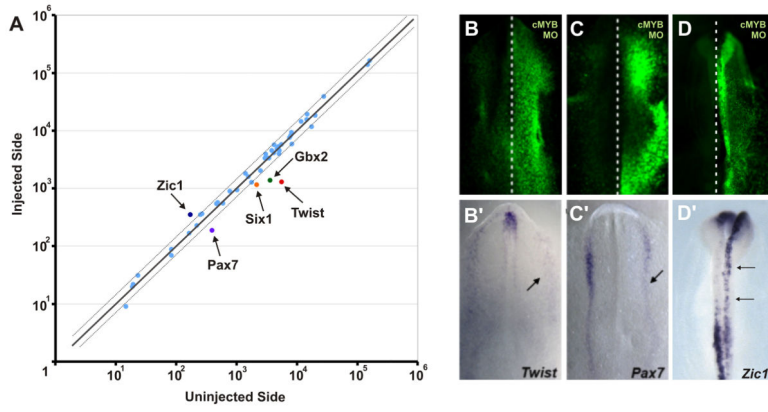 A
10^6
10^5
10^4
10^3
10^2
10^1
1
10^1
10^2
10^3
10^4
10^5
10^6
Injected Side
Uninjected Side
Zic1
Pax7
Six1
Gbx2
Twist
B
cMYB
MO
C
cMYB
MO
D
cMYB
MO
B'
Twist
C'
Pax7
D'
Zic1